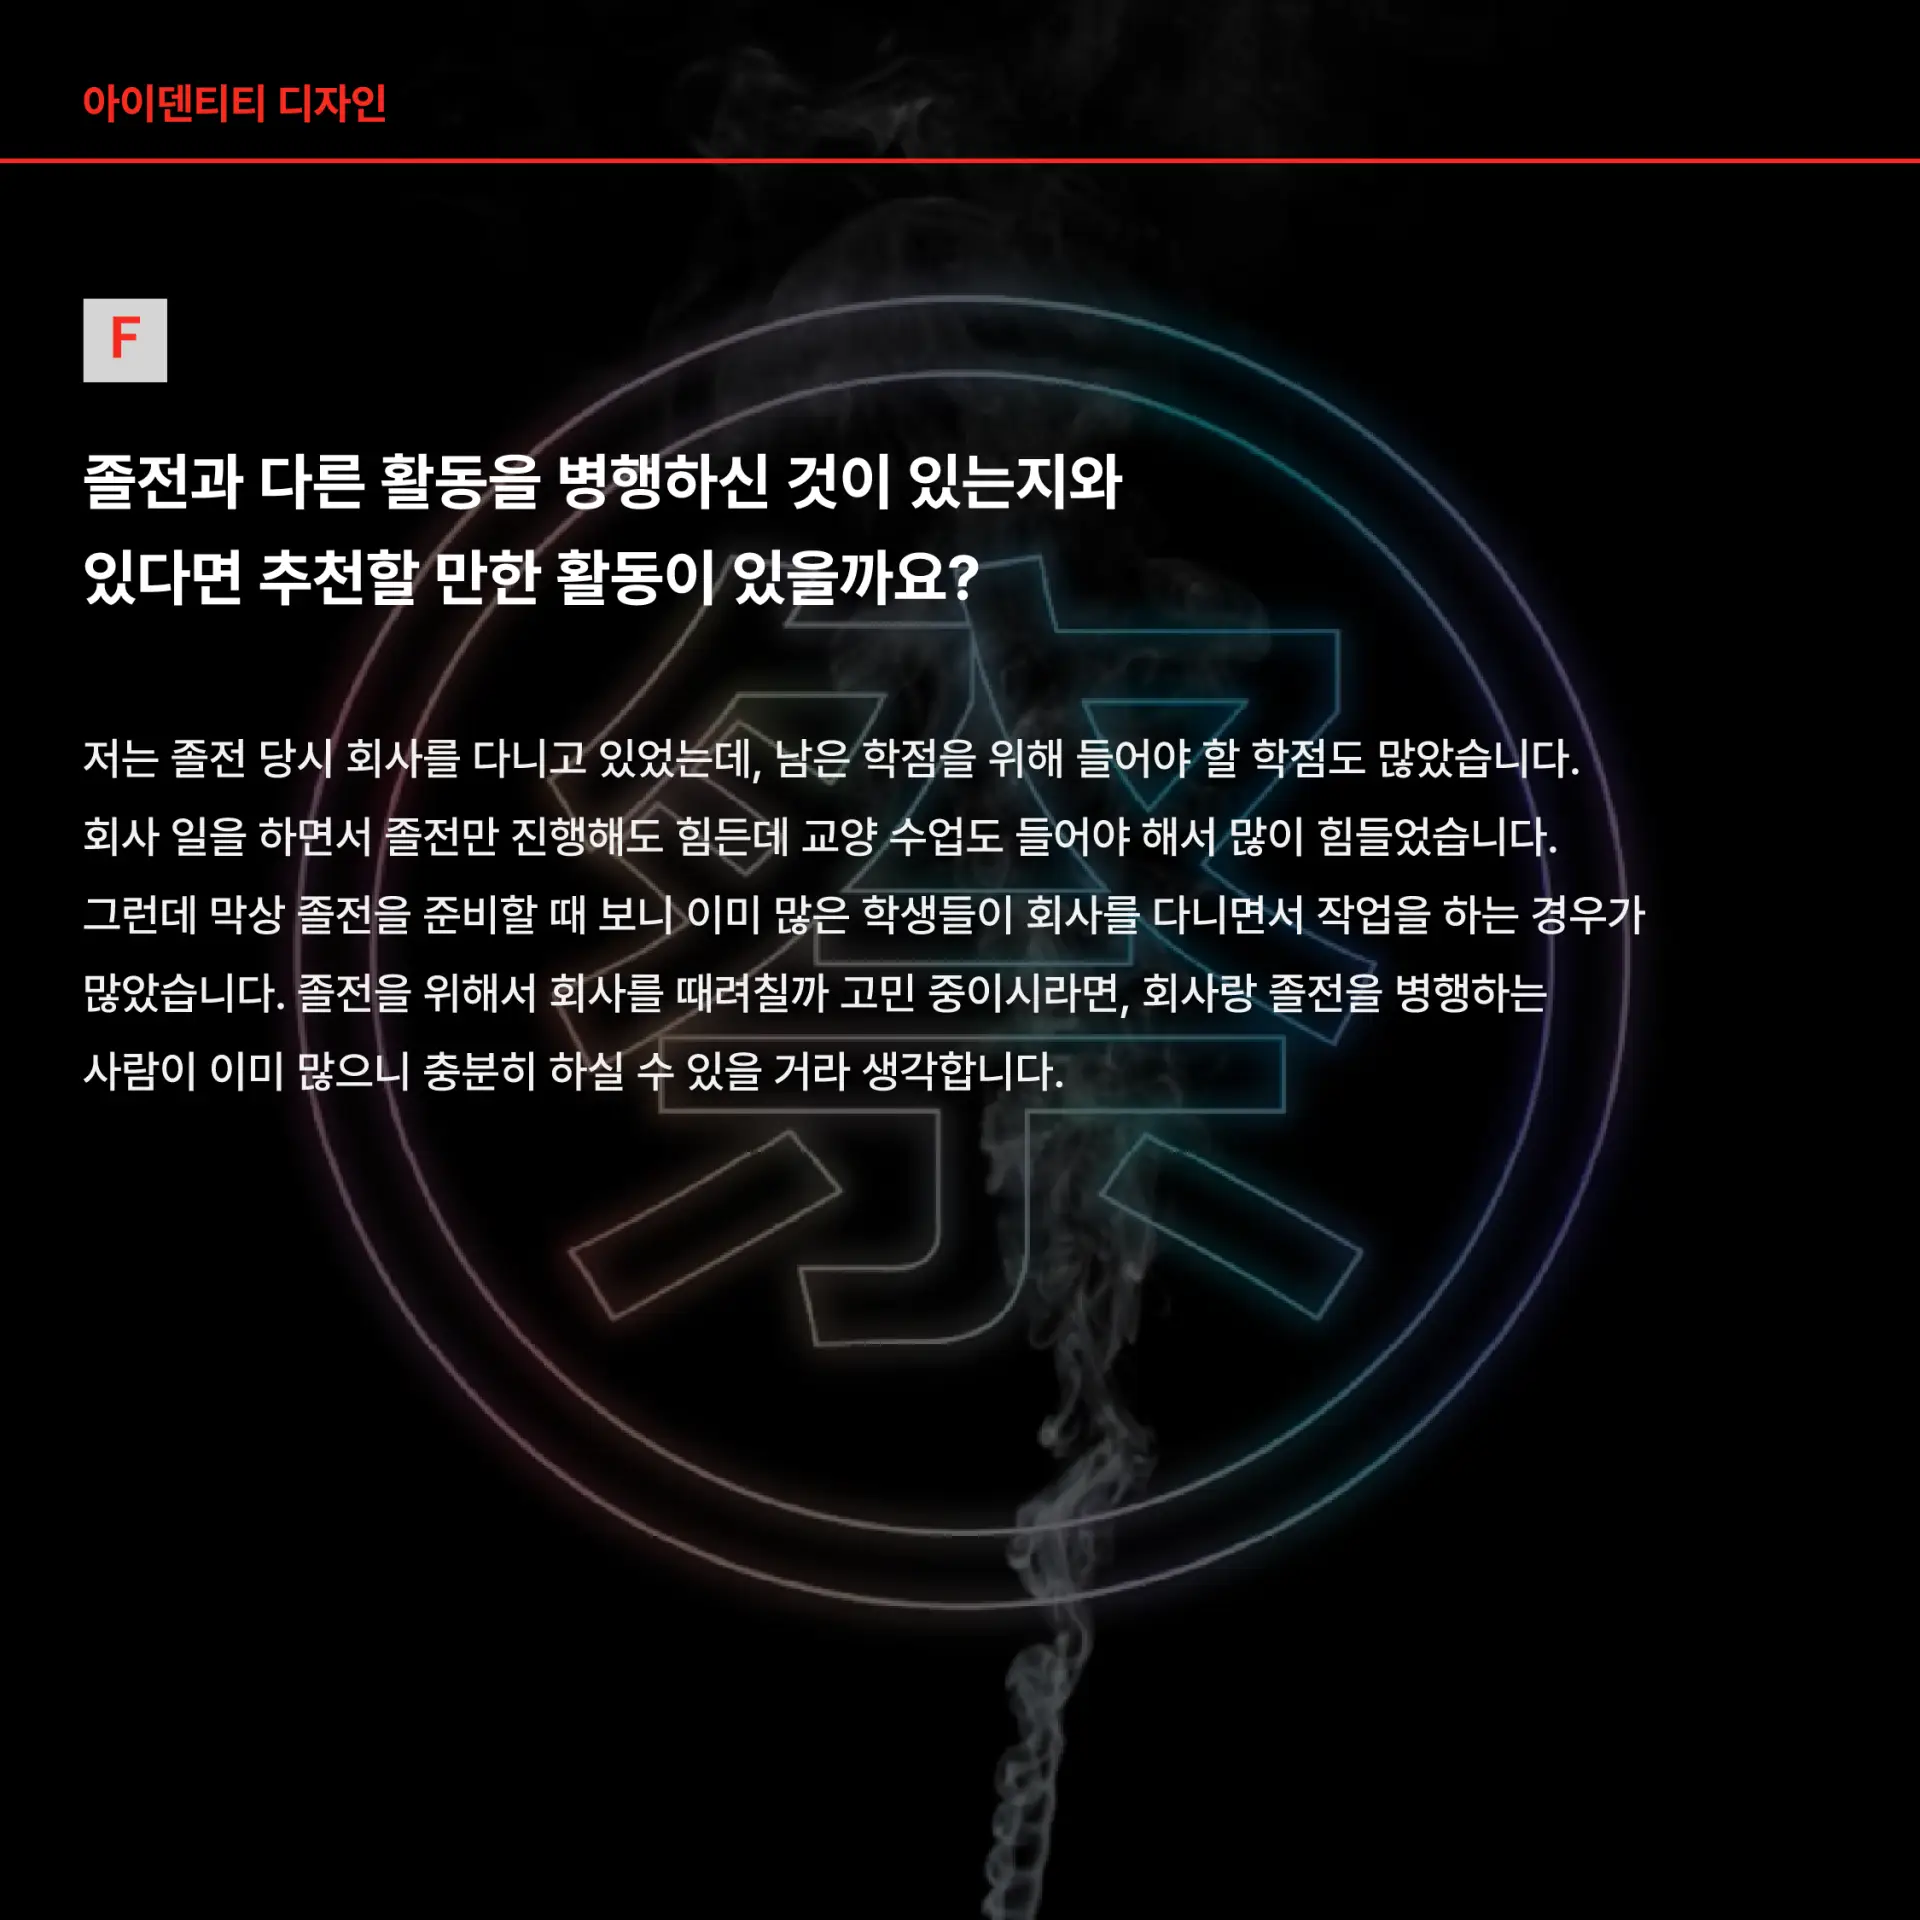 아이덴티티 디자인
F
졸전과 다른 활동을 병행하신 것이 있는지와
있다면 추천할 만한 활동이 있을까요?
저는 졸전 당시 회사를 다니고 있었는데, 남은 학점을 위해 들어야 할 학점도 많았습니다.
회사 일을 하면서 졸전만 진행해도 힘든데 교양 수업도 들어야 해서 많이 힘들었습니다.
그런데 막상 졸전을 준비할 때 보니 이미 많은 학생들이 회사를 다니면서 작업을 하는 경우가
많았습니다. 졸전을 위해서 회사를 때려칠까 고민 중이시라면, 회사랑 졸전을 병행하는
사람이 이미 많으니 충분히 하실 수 있을 거라 생각합니다.
祭